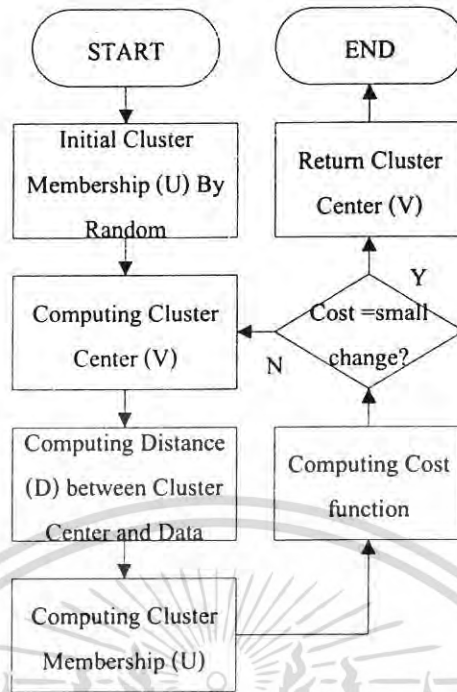 START
Initial Cluster
Membership (U) By
Random
Computing Cluster
Center (V)
Computing Distance
(D) between Cluster
Center and Data
Computing Cluster
Membership (U)
Computing Cost
function
Cost =small
change?
N
Y
Return Cluster
Center (V)
END